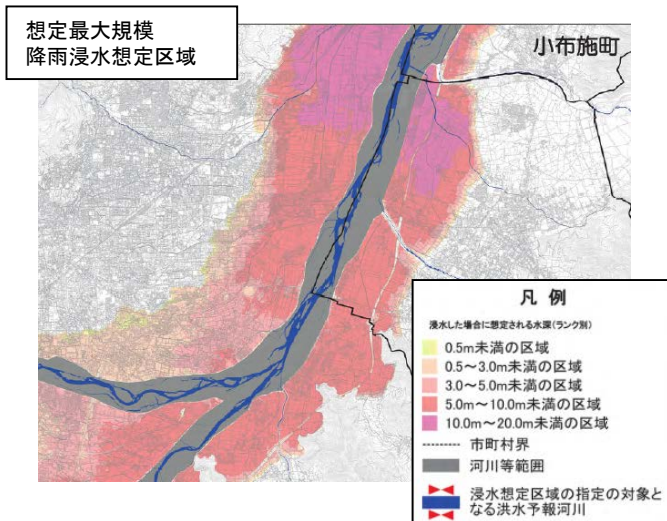 想定最大規模
降雨浸水想定区域
小布施町
凡 例
浸水した場合に想定される水深(ランク別)
0.5m未満の区域
0.5～3.0m未満の区域
3.0～5.0m未満の区域
5.0m～10.0m未満の区域
10.0m～20.0m未満の区域
市町村界
河川等範囲
浸水想定区域の指定の対象と
なる洪水予報河川